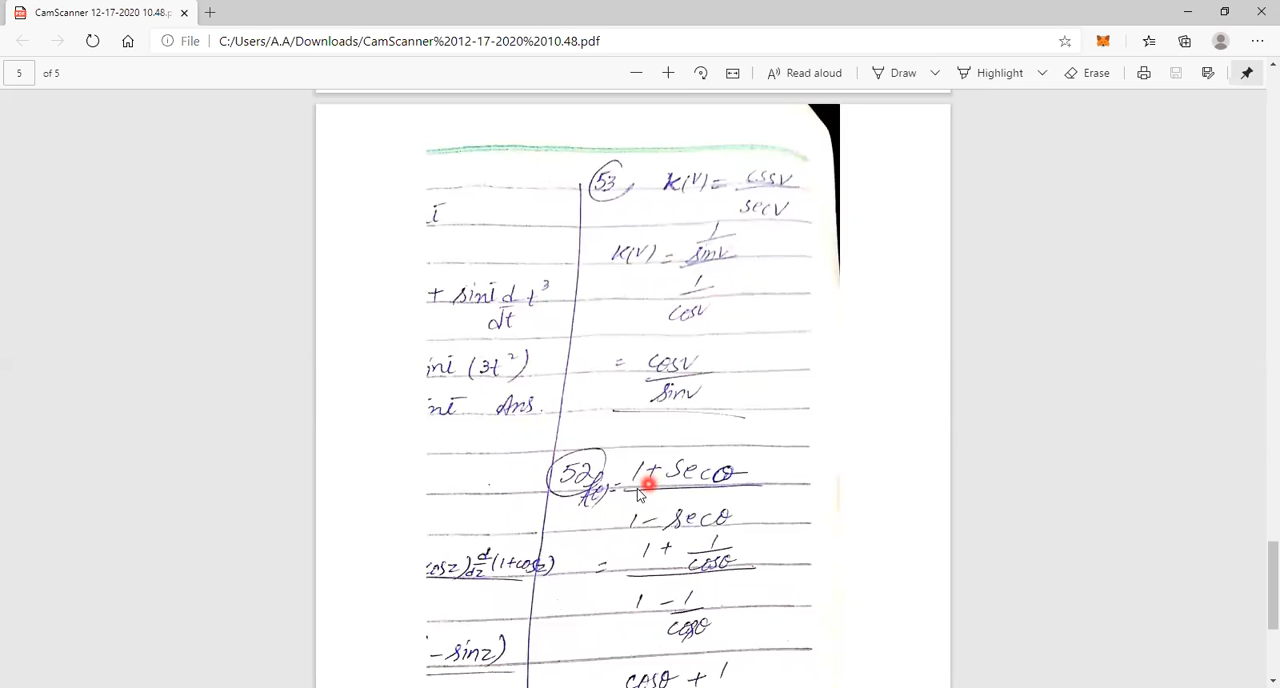 CamScanner 12-17-2020 10.48.p
File
C:/Users/A.A/Downloads/CamScanner%2012-17-2020%2010.48.pdf
5 of 5
Read aloud
Draw
Highlight
Erase
+ sint d/dt t³
int (3t²)
int Ans.
cosz) d/dz (1+cosz)
-sinz)
53, K(V) = cscV/secV
K(V) = 1/sinV
1/cosV
= cosV/sinV
52 = 1 + secθ
1 - secθ
= 1 + 1/cosθ
1 - 1/cosθ
cosθ + 1